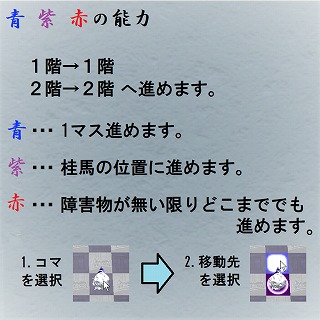 青 紫 赤の能力
１階→１階
２階→２階 へ進めます。
青･･･ 1マス進めます。
紫･･･ 桂馬の位置に進めます。
赤･･･ 障害物が無い限りどこまででも
進めます。
1. コマ
を選択
2. 移動先
を選択